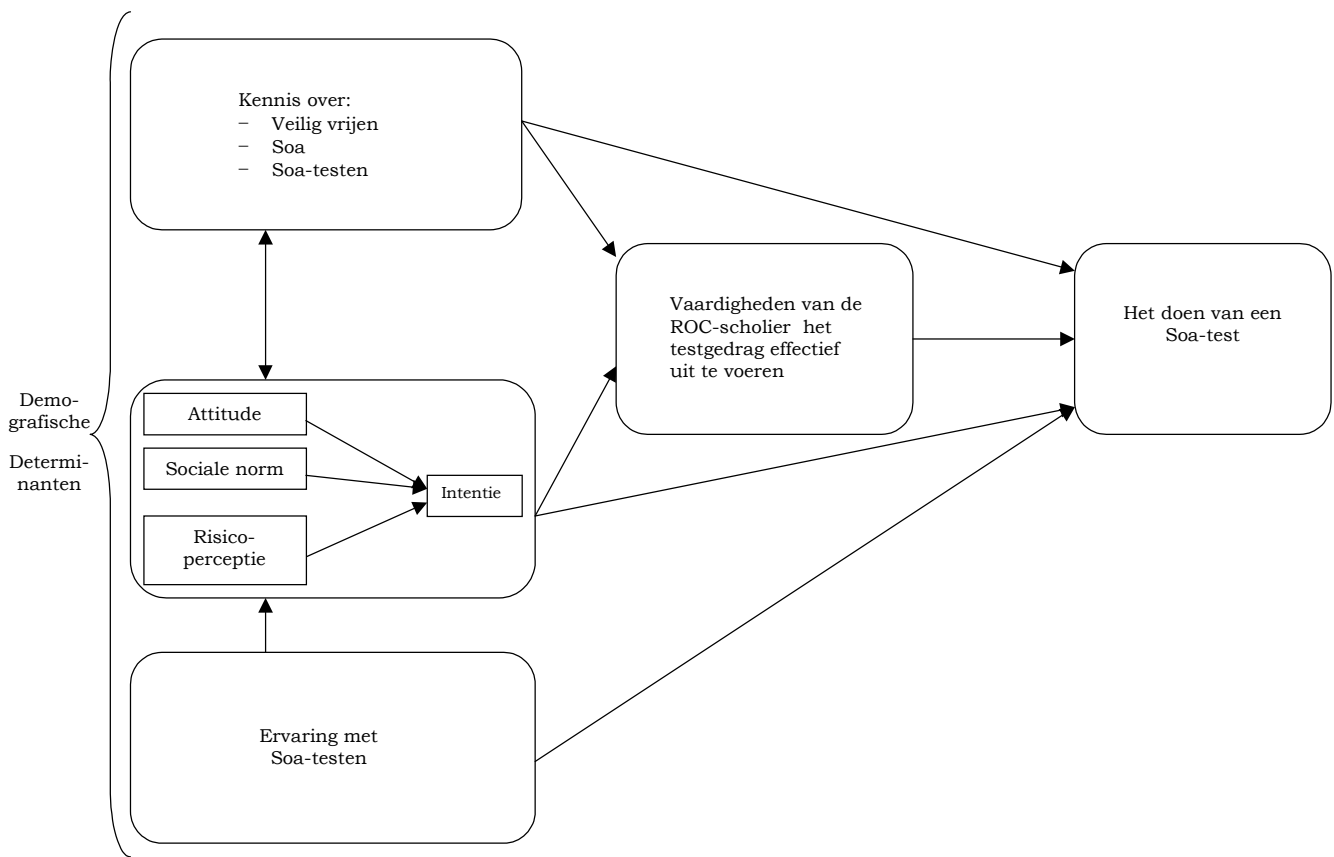 Kennis over:
− Veilig vrijen
− Soa
− Soa-testen
Vaardigheden van de
ROC-scholier het
testgedrag effectief
uit te voeren
Het doen van een
Soa-test
Demo-
grafische
Determi-
nanten
Attitude
Sociale norm
Risico-
perceptie
Intentie
Ervaring met
Soa-testen